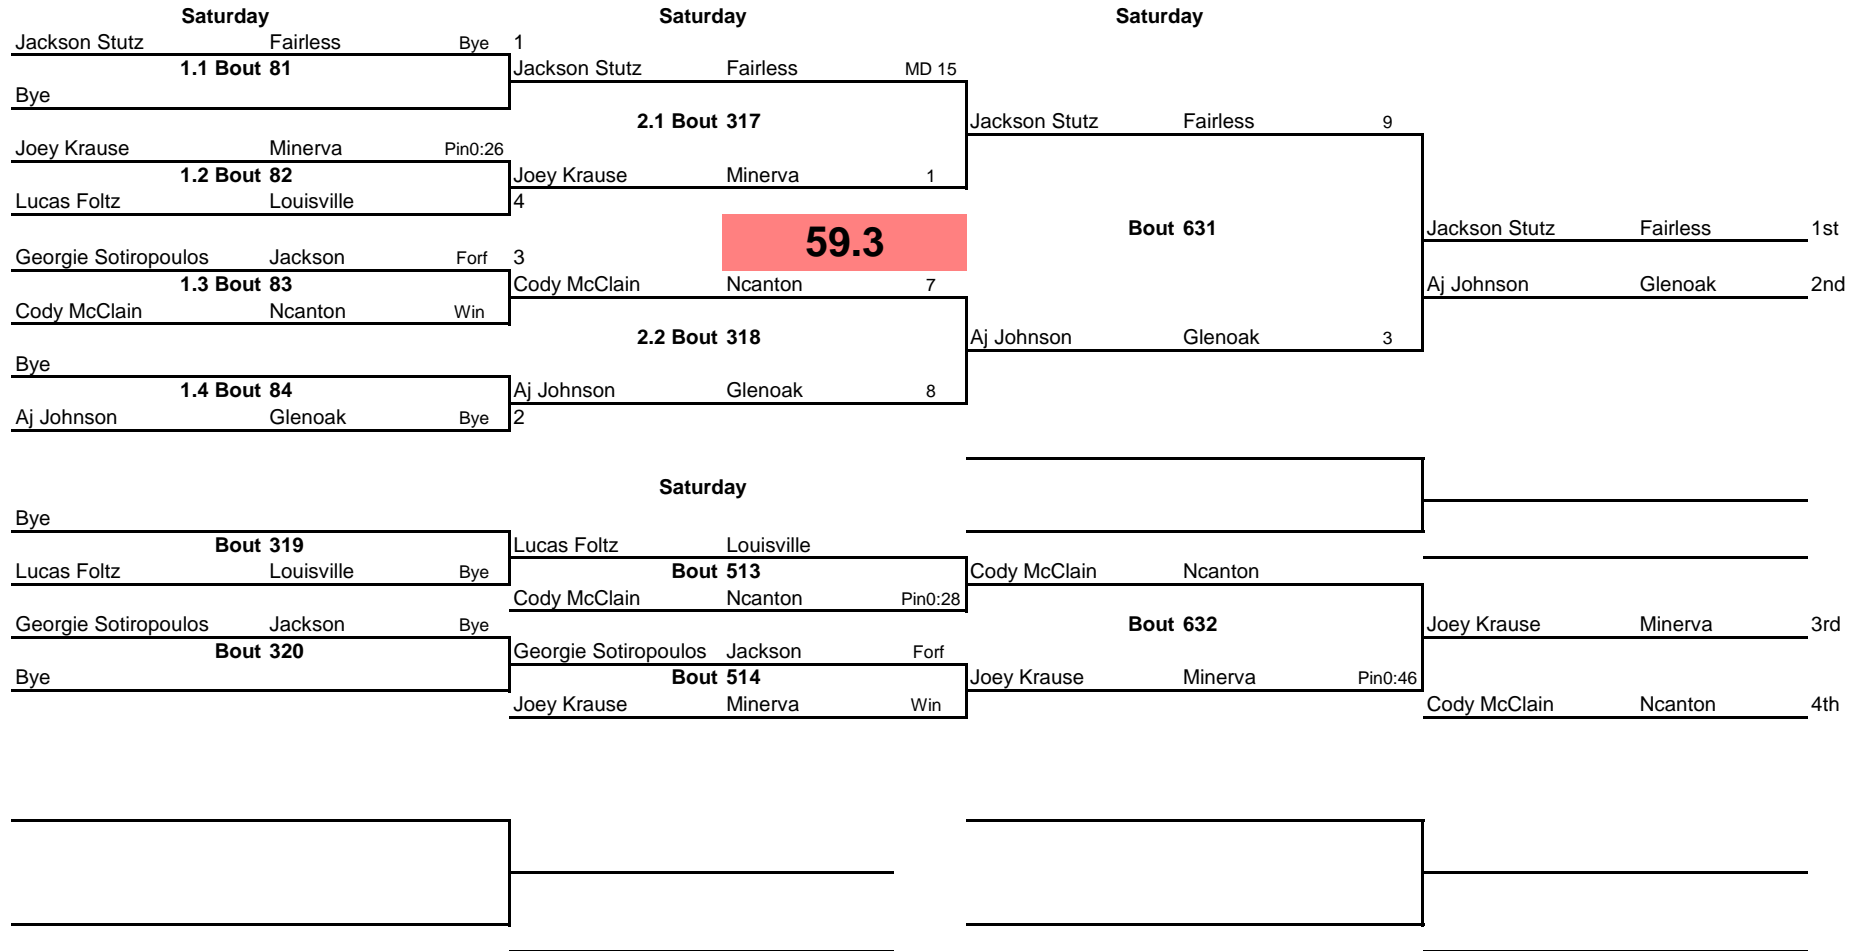 Saturday Saturday Saturday
Jackson Stutz Fairless Bye 1
1.1 Bout 81 Jackson Stutz Fairless MD 15
Bye
2.1 Bout 317 Jackson Stutz Fairless 9
Joey Krause Minerva Pin0:26
1.2 Bout 82 Joey Krause Minerva 1
Lucas Foltz Louisville 4
59.3 Bout 631 Jackson Stutz Fairless 1st
Georgie Sotiropoulos Jackson Forf 3
1.3 Bout 83 Cody McClain Ncanton 7 Aj Johnson Glenoak 2nd
Cody McClain Ncanton Win
2.2 Bout 318 Aj Johnson Glenoak 3
Bye
1.4 Bout 84 Aj Johnson Glenoak 8
Aj Johnson Glenoak Bye 2
Saturday
Bye
Bout 319 Lucas Foltz Louisville
Lucas Foltz Louisville Bye Bout 513 Cody McClain Ncanton
Cody McClain Ncanton Pin0:28
Georgie Sotiropoulos Jackson Bye Bout 632 Joey Krause Minerva 3rd
Bout 320 Georgie Sotiropoulos Jackson Forf
Bye Bout 514 Joey Krause Minerva Pin0:46
Joey Krause Minerva Win Cody McClain Ncanton 4th